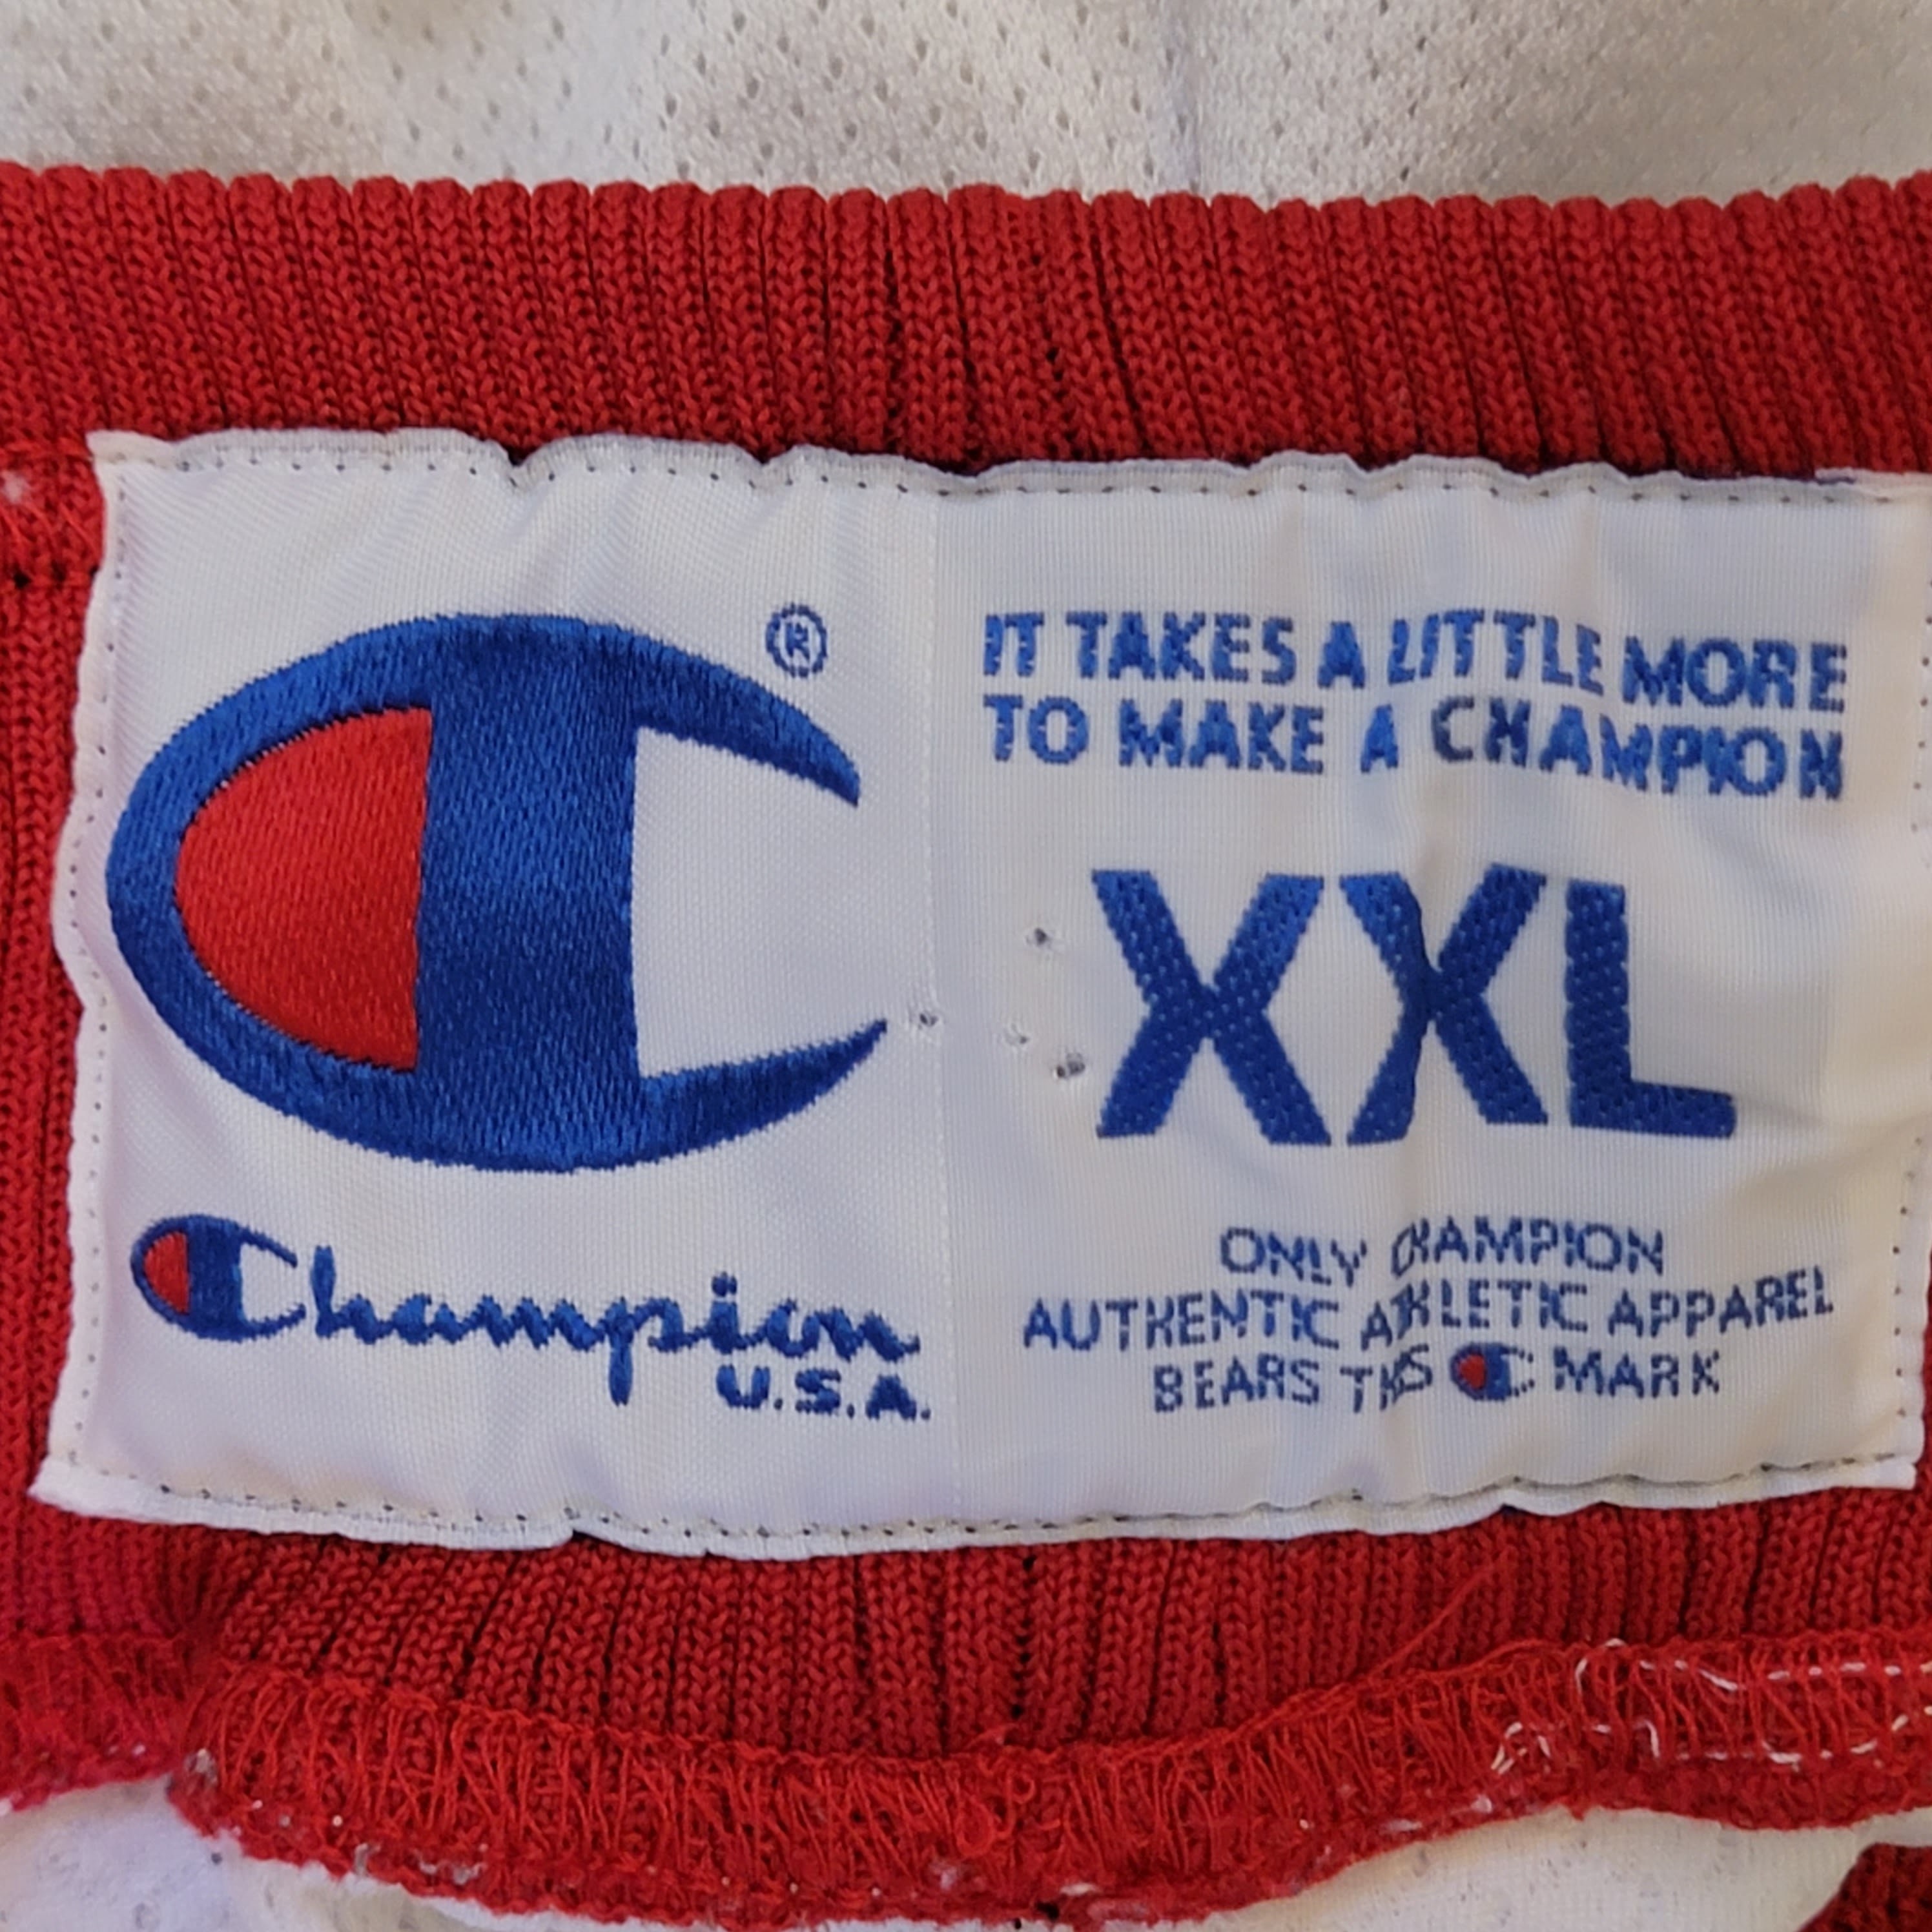 ®
Champion
U.S.A.
IT TAKES A LITTLE MORE
TO MAKE A CHAMPION
XXL
ONLY CHAMPION
AUTHENTIC ATHLETIC APPAREL
BEARS THIS C MARK